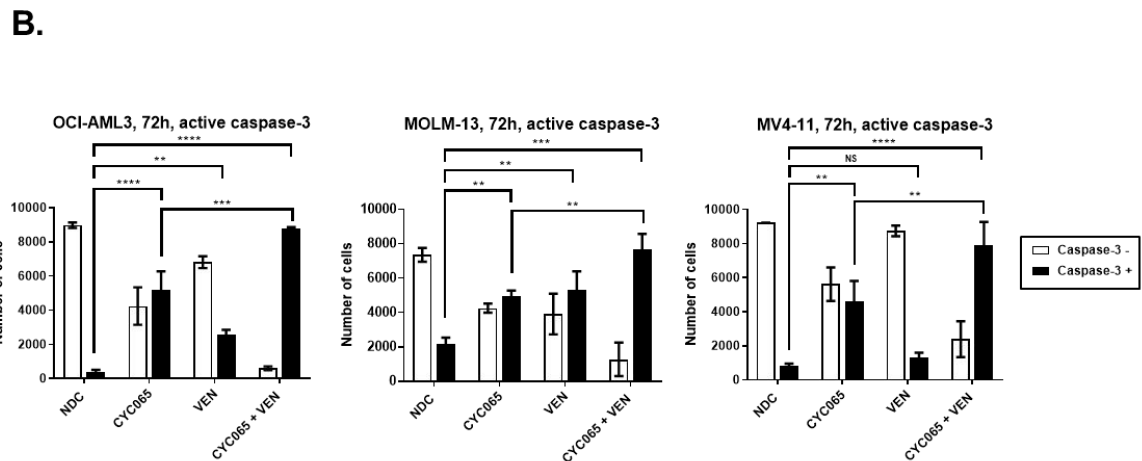 B.
OCI-AML3, 72h, active caspase-3
****
**
****
***
10000
8000
6000
4000
2000
0
Number of cells
NDC
CYC065
VEN
CYC065 + VEN
MOLM-13, 72h, active caspase-3
***
**
**
**
10000
8000
6000
4000
2000
0
Number of cells
NDC
CYC065
VEN
CYC065 + VEN
MV4-11, 72h, active caspase-3
****
NS
**
**
10000
8000
6000
4000
2000
0
Number of cells
NDC
CYC065
VEN
CYC065 + VEN
Caspase-3 -
Caspase-3 +